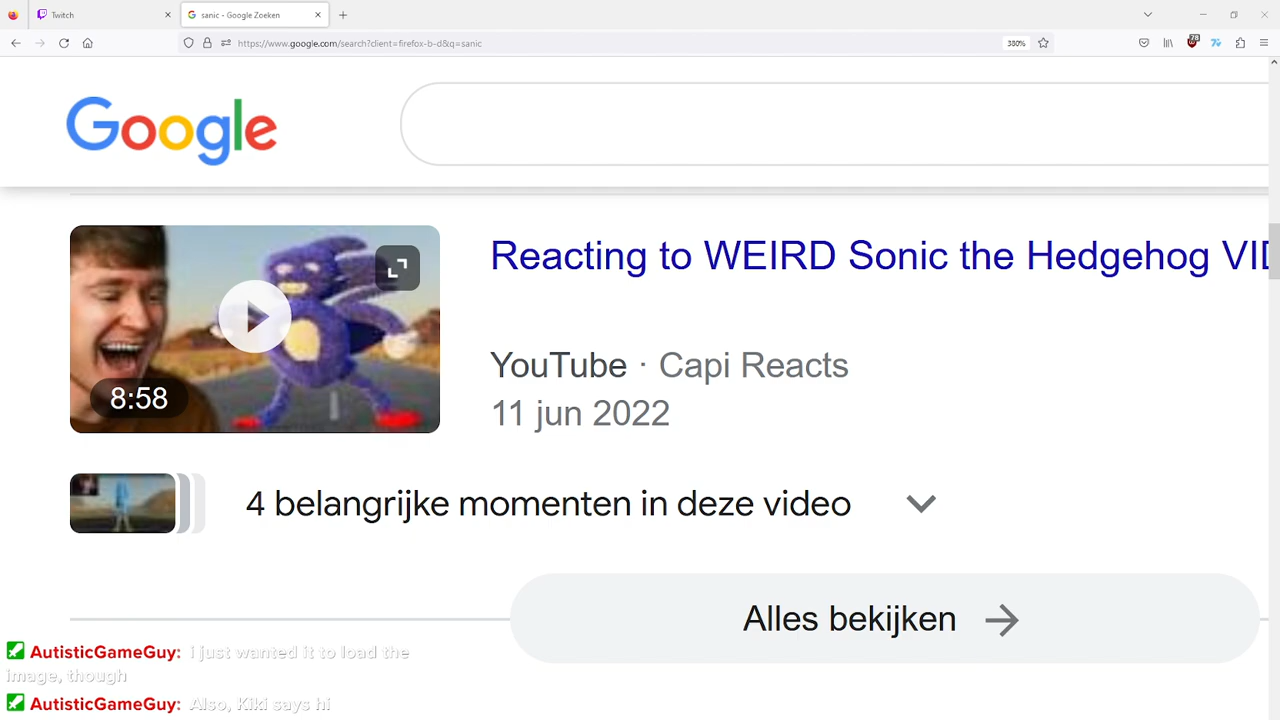 Twitch
sanic - Google Zoeken
https://www.google.com/search?client=firefox-b-d&q=sanic
380%
78
Google
Reacting to WEIRD Sonic the Hedgehog VID
8:58
YouTube · Capi Reacts
11 jun 2022
4 belangrijke momenten in deze video
Alles bekijken
AutisticGameGuy: i just wanted it to load the
image, though
AutisticGameGuy: Also, Kiki says hi